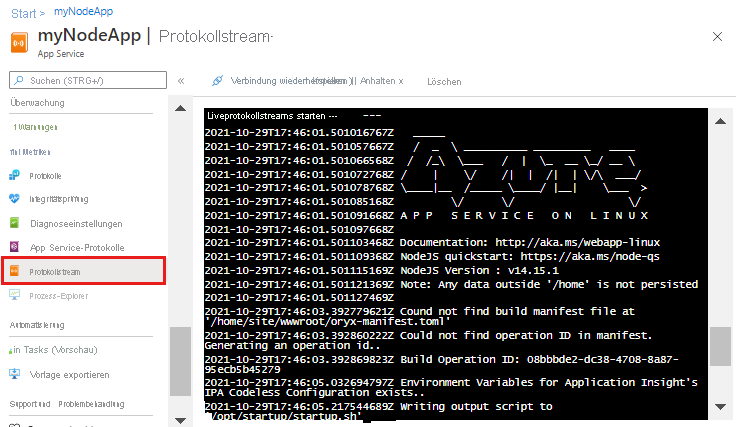 Start > myNodeApp
myNodeApp | Protokollstream-
App Service
Suchen (STRG+/)
Verbindung wiederherstellen || Anhalten x
Löschen
Überwachung
! Warnungen
Metriken
Protokolle
Integritätsprüfung
Diagnoseeinstellungen
App Service-Protokolle
Protokollstream
Prozess-Explorer
Automatisierung
in Tasks (Vorschau)
Vorlage exportieren
Support und Problembehandlung
Liveprotokollstreams starten --- ---
2021-10-29T17:46:01.501016767Z
2021-10-29T17:46:01.501057667Z
2021-10-29T17:46:01.501066568Z
2021-10-29T17:46:01.501072768Z
2021-10-29T17:46:01.501078768Z
2021-10-29T17:46:01.501085168Z
2021-10-29T17:46:01.501091668Z A P P  S E R V I C E  O N  L I N U X
2021-10-29T17:46:01.501097668Z
2021-10-29T17:46:01.501103468Z Documentation: http://aka.ms/webapp-linux
2021-10-29T17:46:01.501109368Z NodeJS quickstart: https://aka.ms/node-qs
2021-10-29T17:46:01.501115169Z NodeJS Version : v14.15.1
2021-10-29T17:46:01.501121369Z Note: Any data outside '/home' is not persisted
2021-10-29T17:46:01.501127469Z
2021-10-29T17:46:03.392779621Z Cound not find build manifest file at
'/home/site/wwwroot/oryx-manifest.toml'
2021-10-29T17:46:03.392860222Z Could not find operation ID in manifest.
Generating an operation id..
2021-10-29T17:46:03.392869823Z Build Operation ID: 08bbbde2-dc38-4708-8a87-
95ecb5b45279
2021-10-29T17:46:05.032694797Z Environment Variables for Application Insight's
IPA Codeless Configuration exists..
2021-10-29T17:46:05.217544689Z Writing output script to
'/opt/startup/startup.sh'